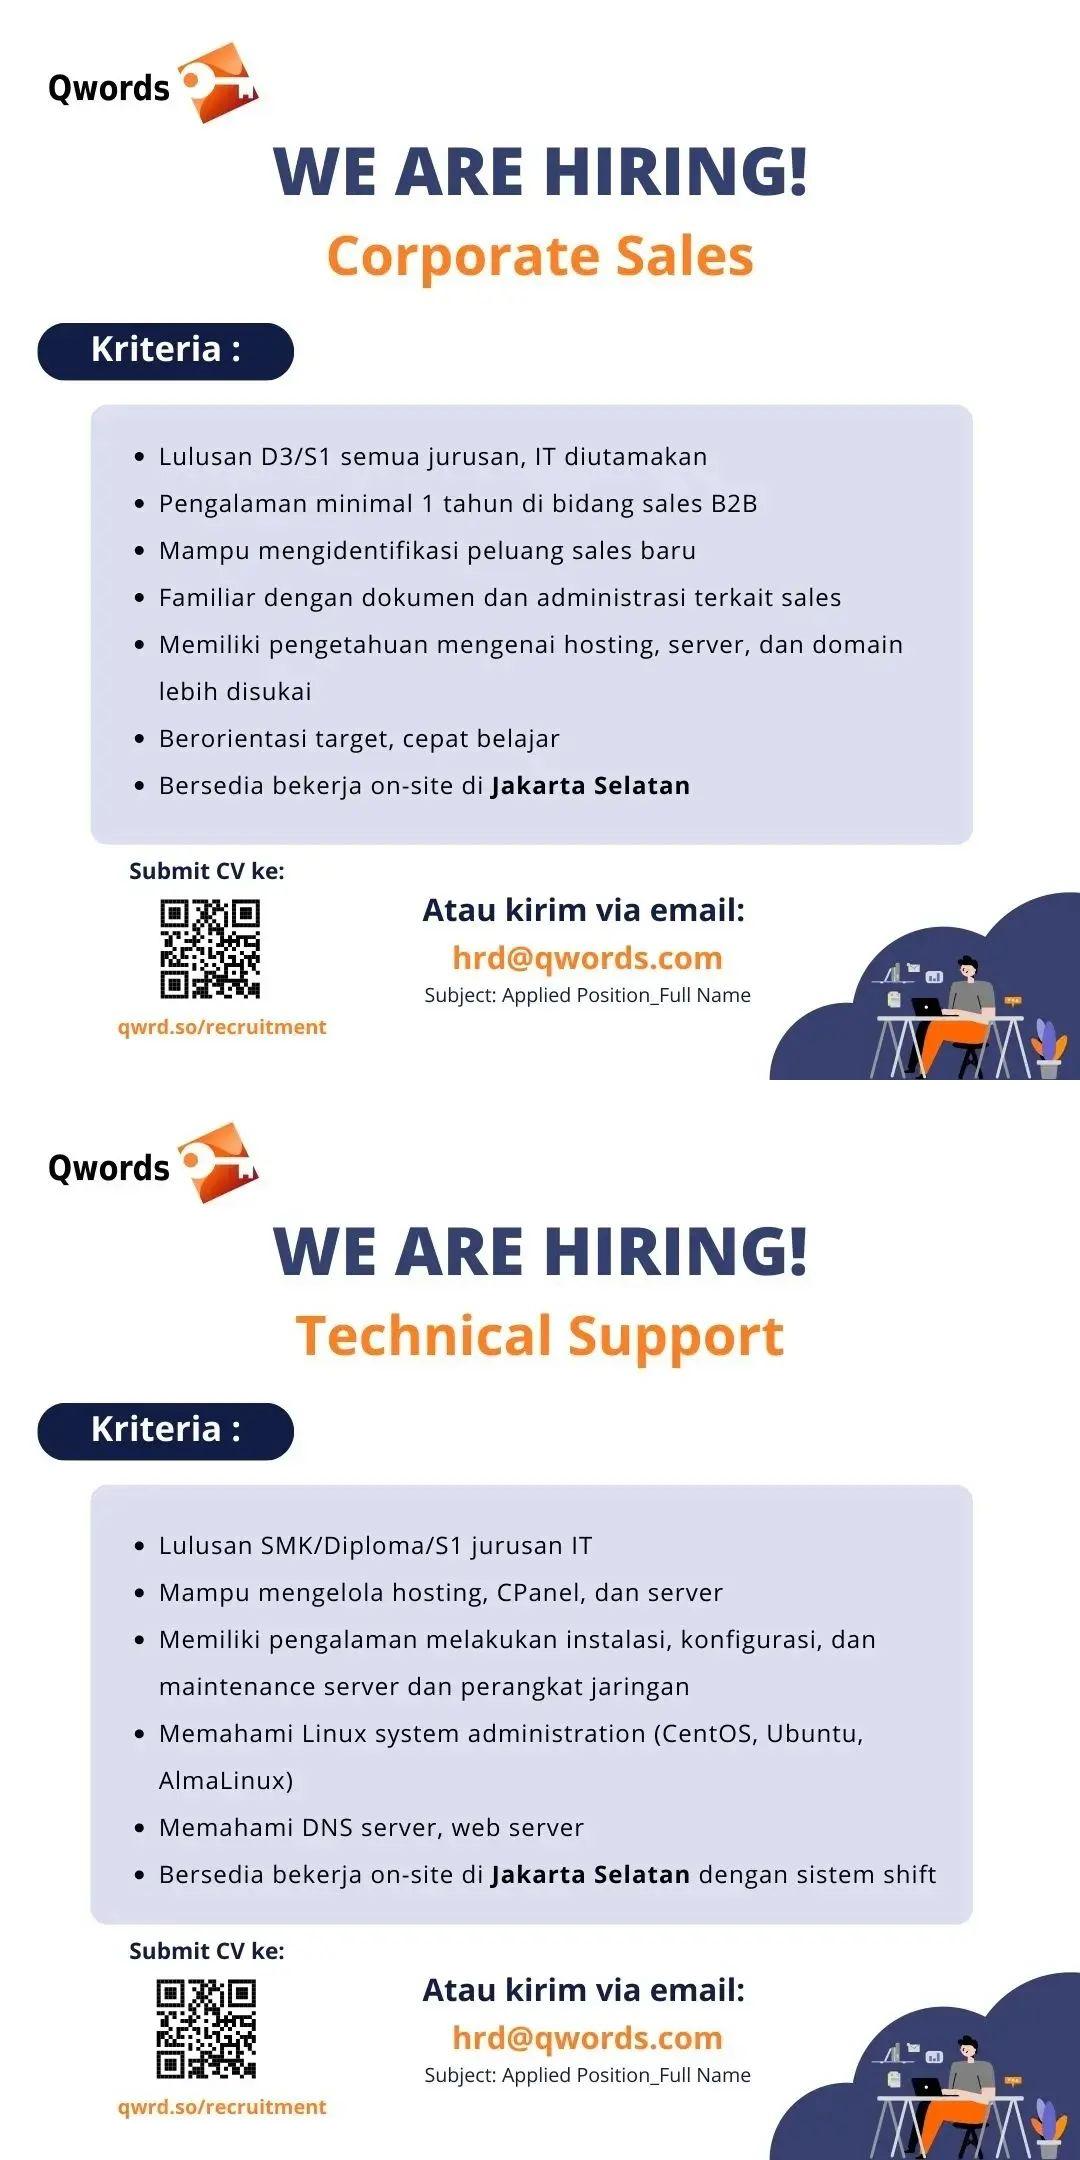 Qwords
WE ARE HIRING!
Corporate Sales
Kriteria :
• Lulusan D3/S1 semua jurusan, IT diutamakan
• Pengalaman minimal 1 tahun di bidang sales B2B
• Mampu mengidentifikasi peluang sales baru
• Familiar dengan dokumen dan administrasi terkait sales
• Memiliki pengetahuan mengenai hosting, server, dan domain
lebih disukai
• Berorientasi target, cepat belajar
• Bersedia bekerja on-site di Jakarta Selatan
Submit CV ke:
qwrd.so/recruitment
Atau kirim via email:
hrd@qwords.com
Subject: Applied Position_Full Name
Qwords
WE ARE HIRING!
Technical Support
Kriteria :
• Lulusan SMK/Diploma/S1 jurusan IT
• Mampu mengelola hosting, CPanel, dan server
• Memiliki pengalaman melakukan instalasi, konfigurasi, dan
maintenance server dan perangkat jaringan
• Memahami Linux system administration (CentOS, Ubuntu,
AlmaLinux)
• Memahami DNS server, web server
• Bersedia bekerja on-site di Jakarta Selatan dengan sistem shift
Submit CV ke:
qwrd.so/recruitment
Atau kirim via email:
hrd@qwords.com
Subject: Applied Position_Full Name